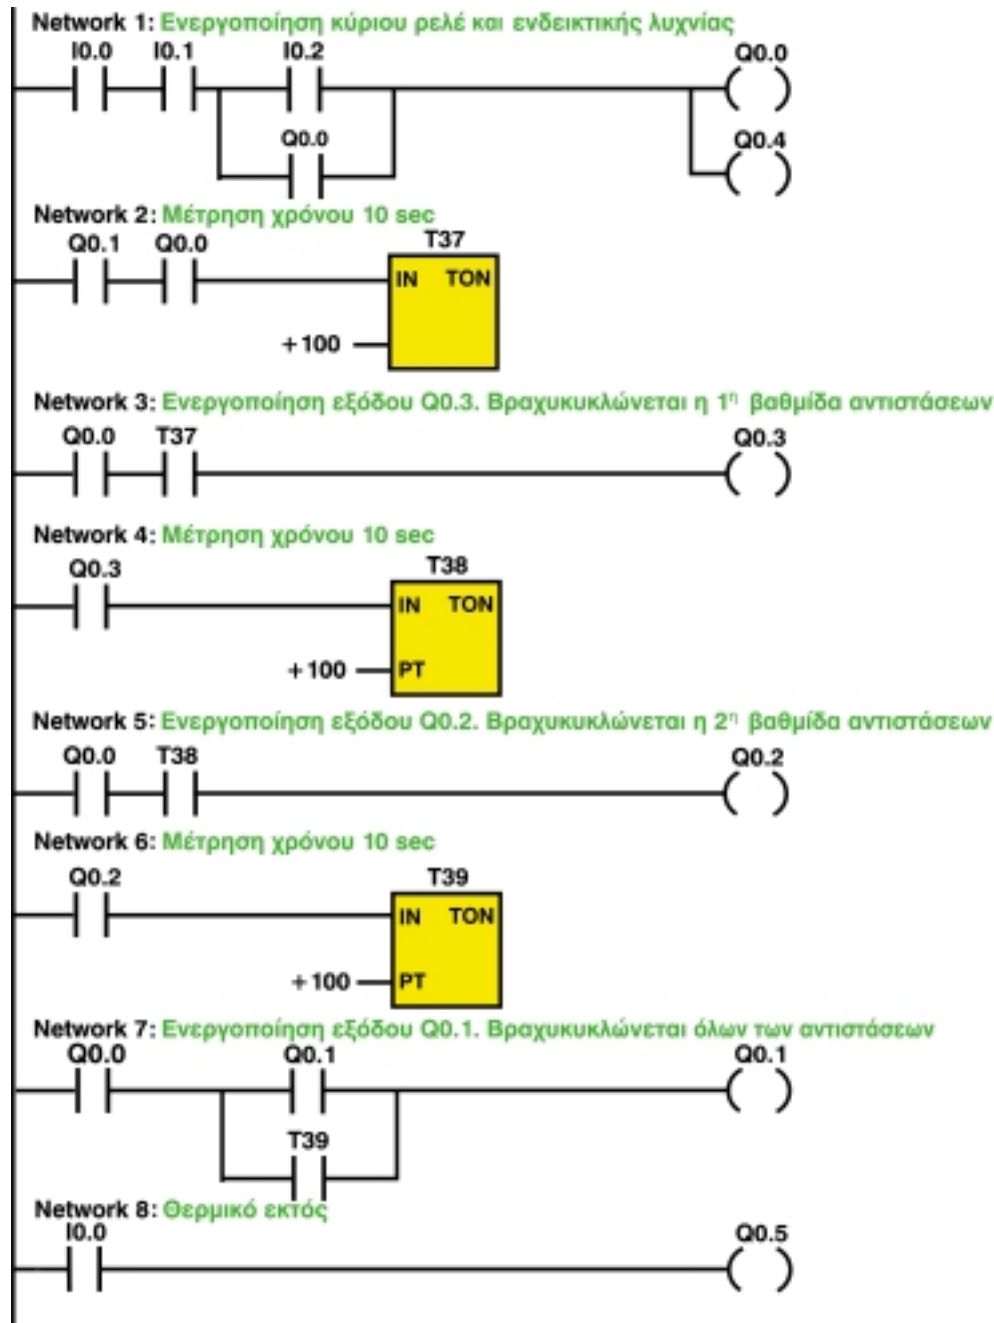 Network 1: Ενεργοποίηση κύριου ρελέ και ενδεικτικής λυχνίας
I0.0 I0.1 I0.2 Q0.0
Q0.0 Q0.4
Network 2: Μέτρηση χρόνου 10 sec
Q0.1 Q0.0 T37
IN TON
+100
Network 3: Ενεργοποίηση εξόδου Q0.3. Βραχυκυκλώνεται η 1η βαθμίδα αντιστάσεων
Q0.0 T37 Q0.3
Network 4: Μέτρηση χρόνου 10 sec
Q0.3 T38
IN TON
+100 PT
Network 5: Ενεργοποίηση εξόδου Q0.2. Βραχυκυκλώνεται η 2η βαθμίδα αντιστάσεων
Q0.0 T38 Q0.2
Network 6: Μέτρηση χρόνου 10 sec
Q0.2 T39
IN TON
+100 PT
Network 7: Ενεργοποίηση εξόδου Q0.1. Βραχυκυκλώνεται όλων των αντιστάσεων
Q0.0 Q0.1 Q0.1
T39
Network 8: Θερμικό εκτός
I0.0 Q0.5